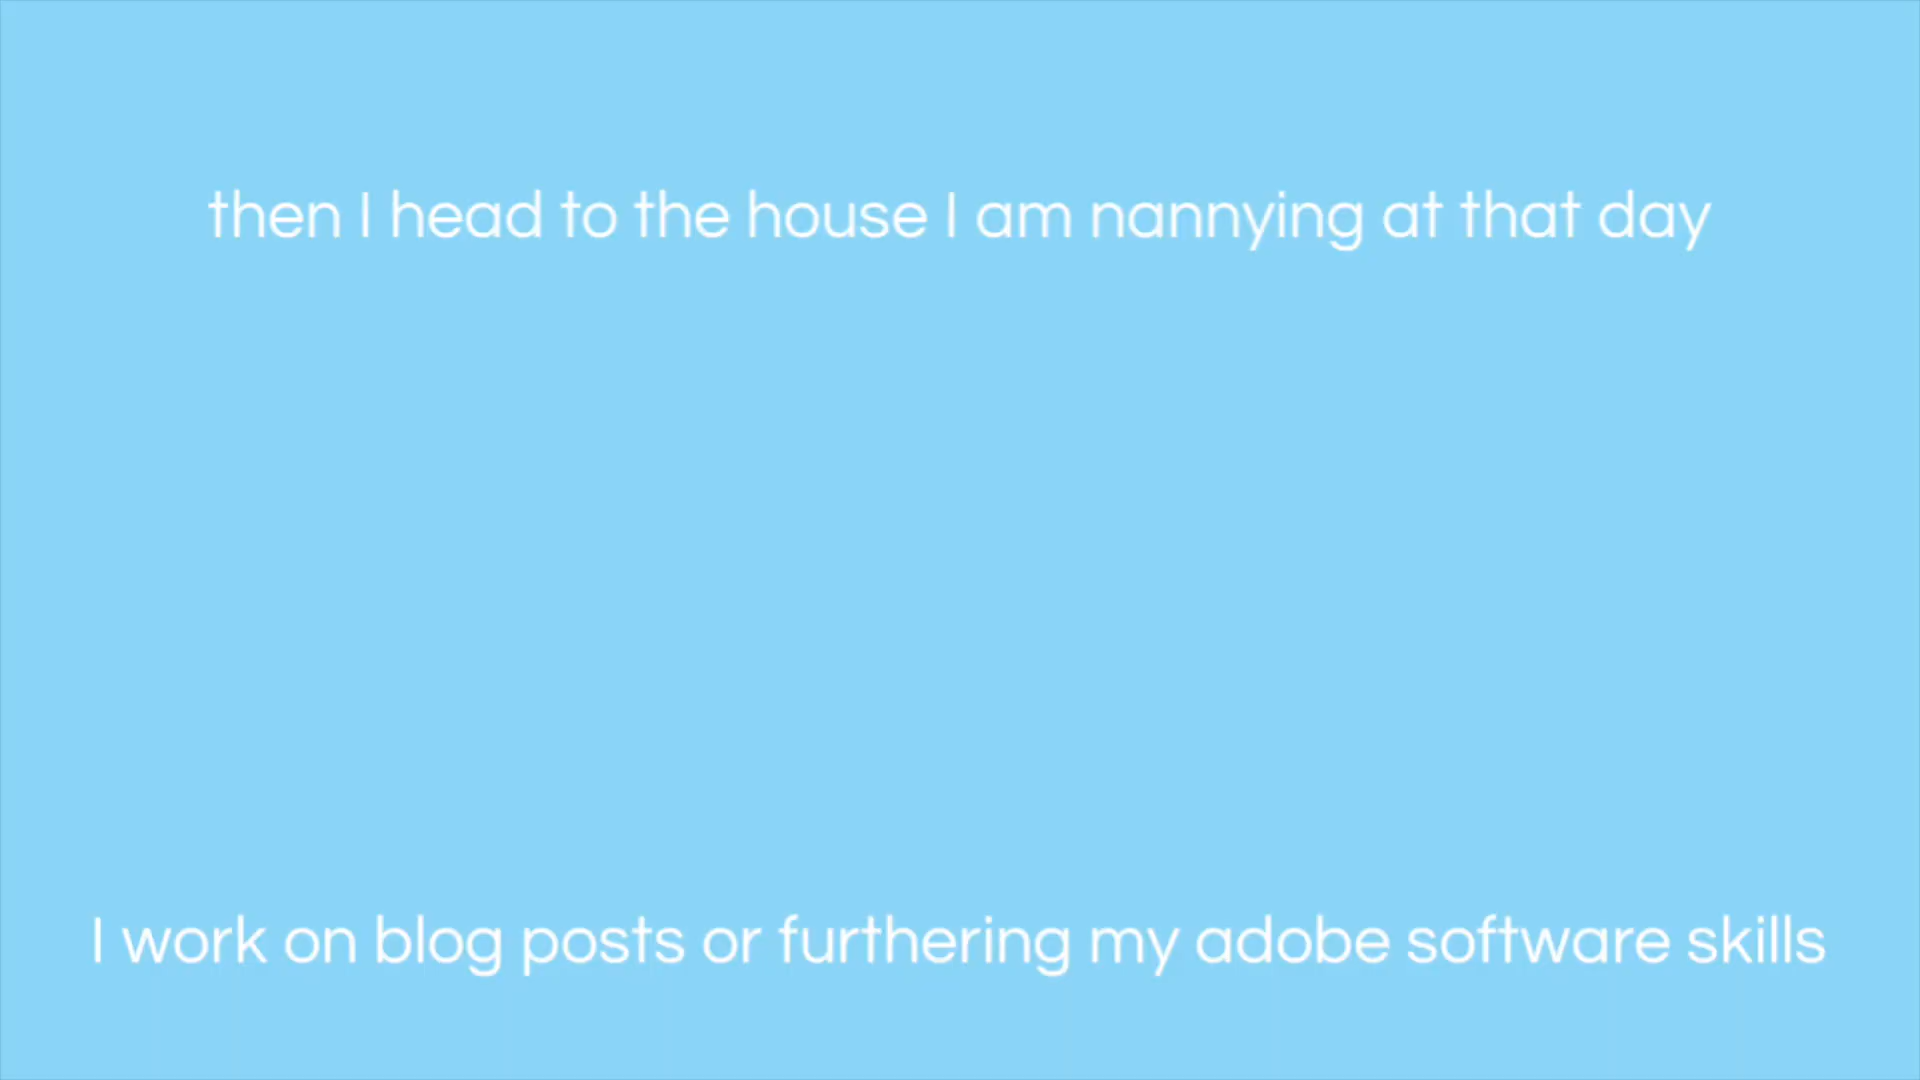 then I head to the house I am nannying at that day
I work on blog posts or furthering my adobe software skills